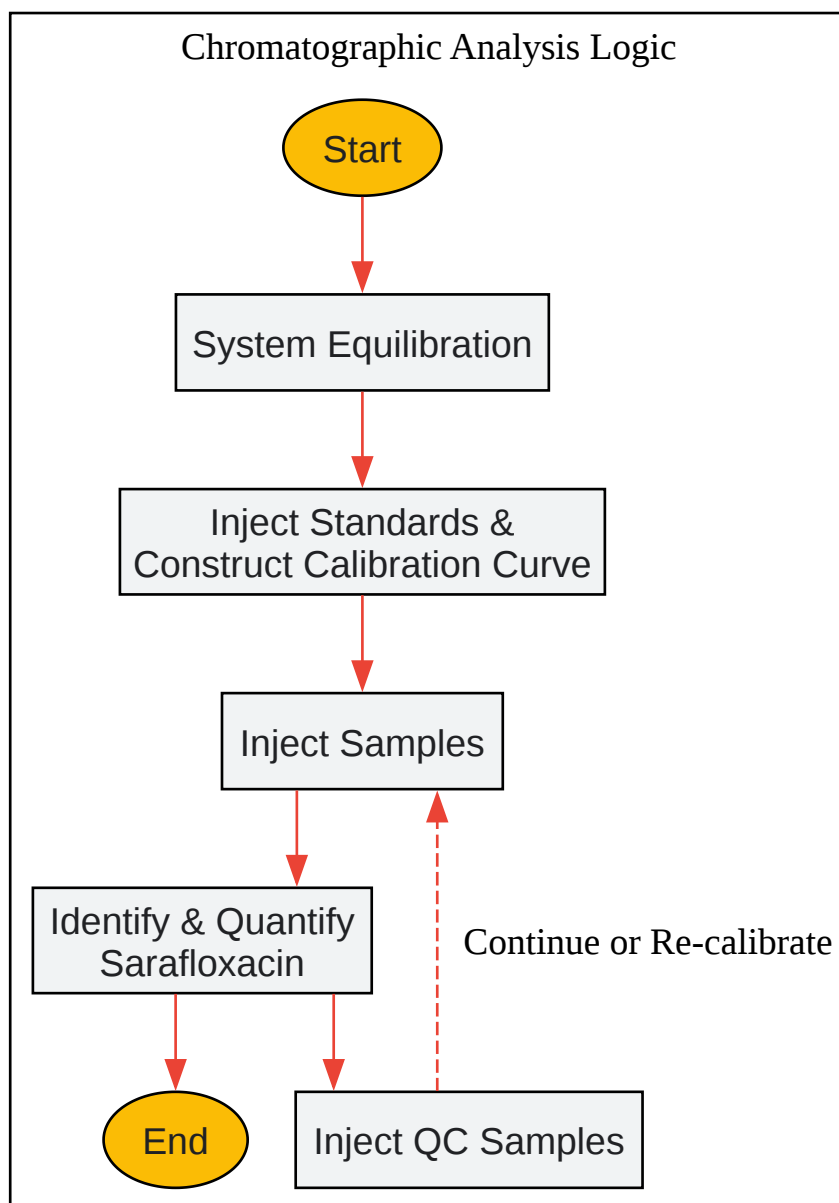 Chromatographic Analysis Logic
Start
System Equilibration
Inject Standards &
Construct Calibration Curve
Inject Samples
Identify & Quantify
Sarafloxacin
Continue or Re-calibrate
End
Inject QC Samples